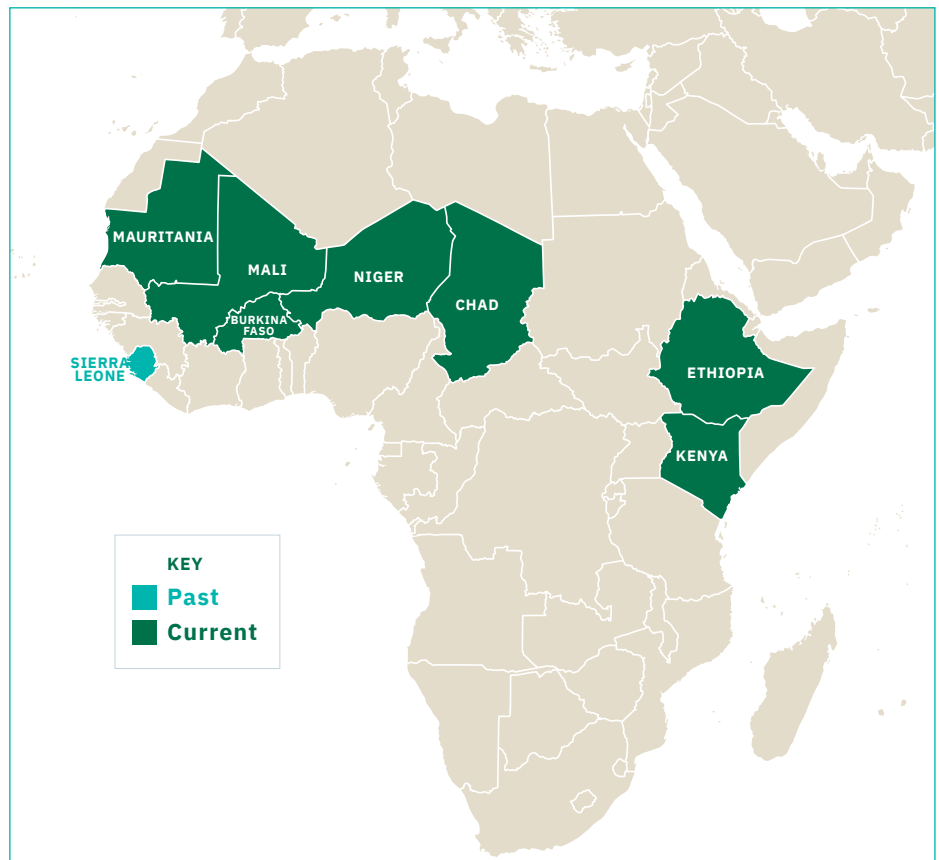 MAURITANIA
MALI
NIGER
CHAD
BURKINA
FASO
SIERRA
LEONE
ETHIOPIA
KENYA
KEY
Past
Current